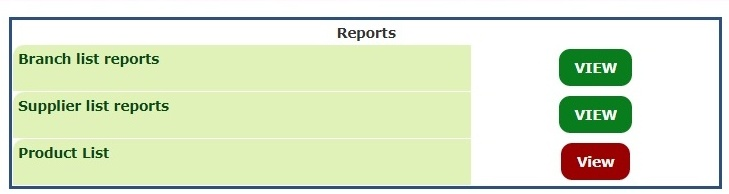 Reports
Branch list reports VIEW
Supplier list reports VIEW
Product List View